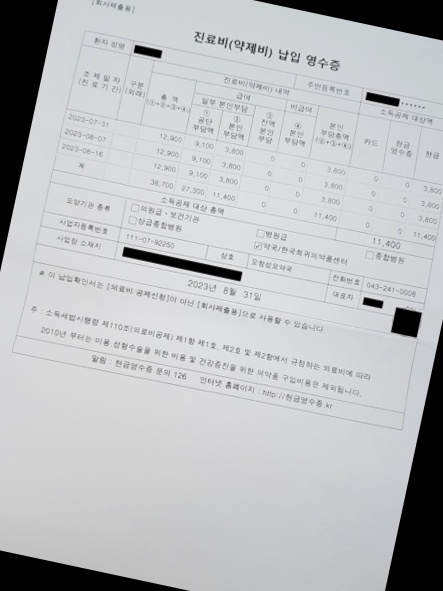 [회사제출용]
진료비(약제비) 납입 영수증
환자 성명 주민등록번호 ******
진료비(약제비) 내역 소득공제 대상액
조 제 일 자 (진 료 기 간) 구분 (외래) 총 액 (①+②+③+④) 급여 비급여 본인 부담총액 (②+③+④) 카드 현금 영수증 현금
일부 본인부담 ① 공단 부담액 ② 본인 부담액 ③ 전액 본인 부담 ④ 본인 부담액
2023-07-31 12,900 9,100 3,800 0 0 3,800 0 0 3,800
2023-08-07 12,900 9,100 3,800 0 0 3,800 0 0 3,800
2023-08-16 12,900 9,100 3,800 0 0 3,800 0 0 3,800
계 38,700 27,300 11,400 0 0 11,400 0 0 11,400
소득공제 대상 총액 11,400
요양기관 종류 □의원급·보건기관 □병원급 □종합병원
□상급종합병원 ☑약국/한국희귀의약품센터
사업자등록번호 111-07-92250 상호 오창성모약국 전화번호 043-241-0008
사업장 소재지 대표자
2023년 8월 31일
※ 이 납입확인서는 [의료비 공제신청]이 아닌 [회사제출용]으로 사용할 수 있습니다
주 : 소득세법시행령 제110조(의료비공제) 제1항 제1호, 제2호 및 제2항에서 규정하는 의료비에 따라
2010년 부터는 미용 성형수술을 위한 비용 및 건강증진을 위한 의약품 구입비용은 제외됩니다.
알림 : 현금영수증 문의 126 인터넷 홈페이지 : http://현금영수증.kr